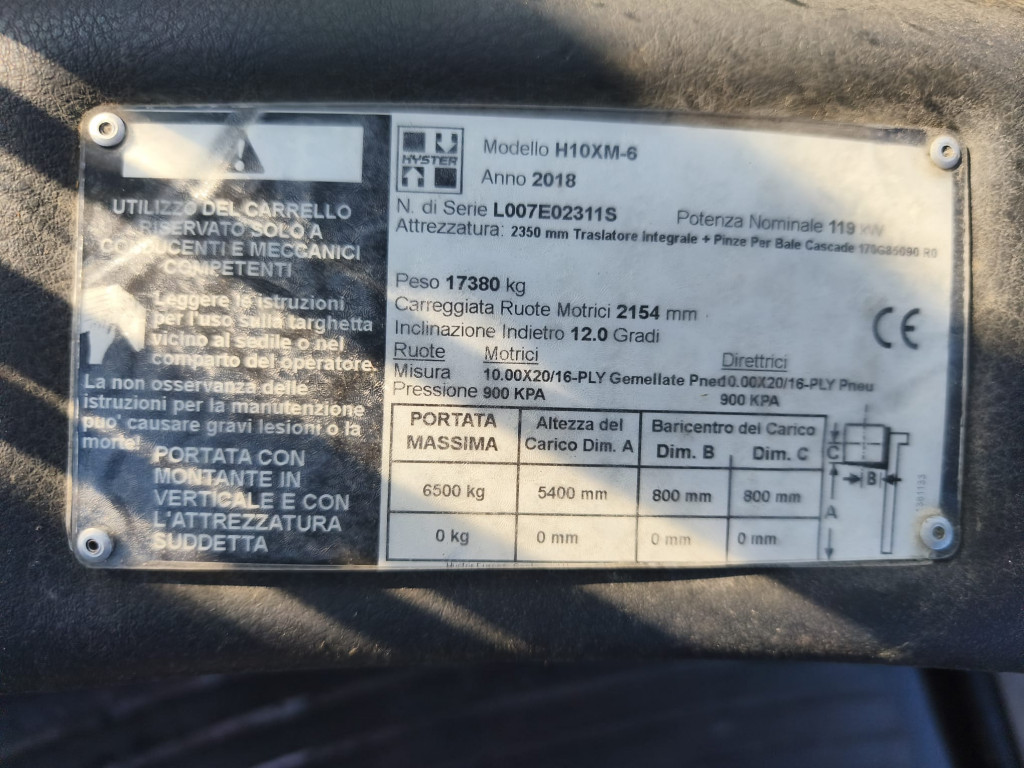 UTILIZZO DEL CARRELLO
RISERVATO SOLO A
CONDUCENTI E MECCANICI
COMPETENTI
Leggere le istruzioni
per l'uso sulla targhetta
vicino al sedile o nel
comparto del operatore.
La non osservanza delle
istruzioni per la manutenzione
puo' causare gravi lesioni o la
morte!
PORTATA CON
MONTANTE IN
VERTICALE E CON
L'ATTREZZATURA
SUDDETTA
HYSTER
Modello H10XM-6
Anno 2018
N. di Serie L007E02311S Potenza Nominale 119 kW
Attrezzatura: 2350 mm Traslatore Integrale + Pinze Per Bale Cascade 170G85090 R0
Peso 17380 kg
Carreggiata Ruote Motrici 2154 mm
Inclinazione Indietro 12.0 Gradi
CE
Ruote Motrici Direttrici
Misura 10.00X20/16-PLY Gemellate Pneu 10.00X20/16-PLY Pneu
Pressione 900 KPA 900 KPA
PORTATA MASSIMA Altezza del Carico Dim. A Baricentro del Carico
Dim. B Dim. C
6500 kg 5400 mm 800 mm 800 mm
0 kg 0 mm 0 mm 0 mm
C
B
A